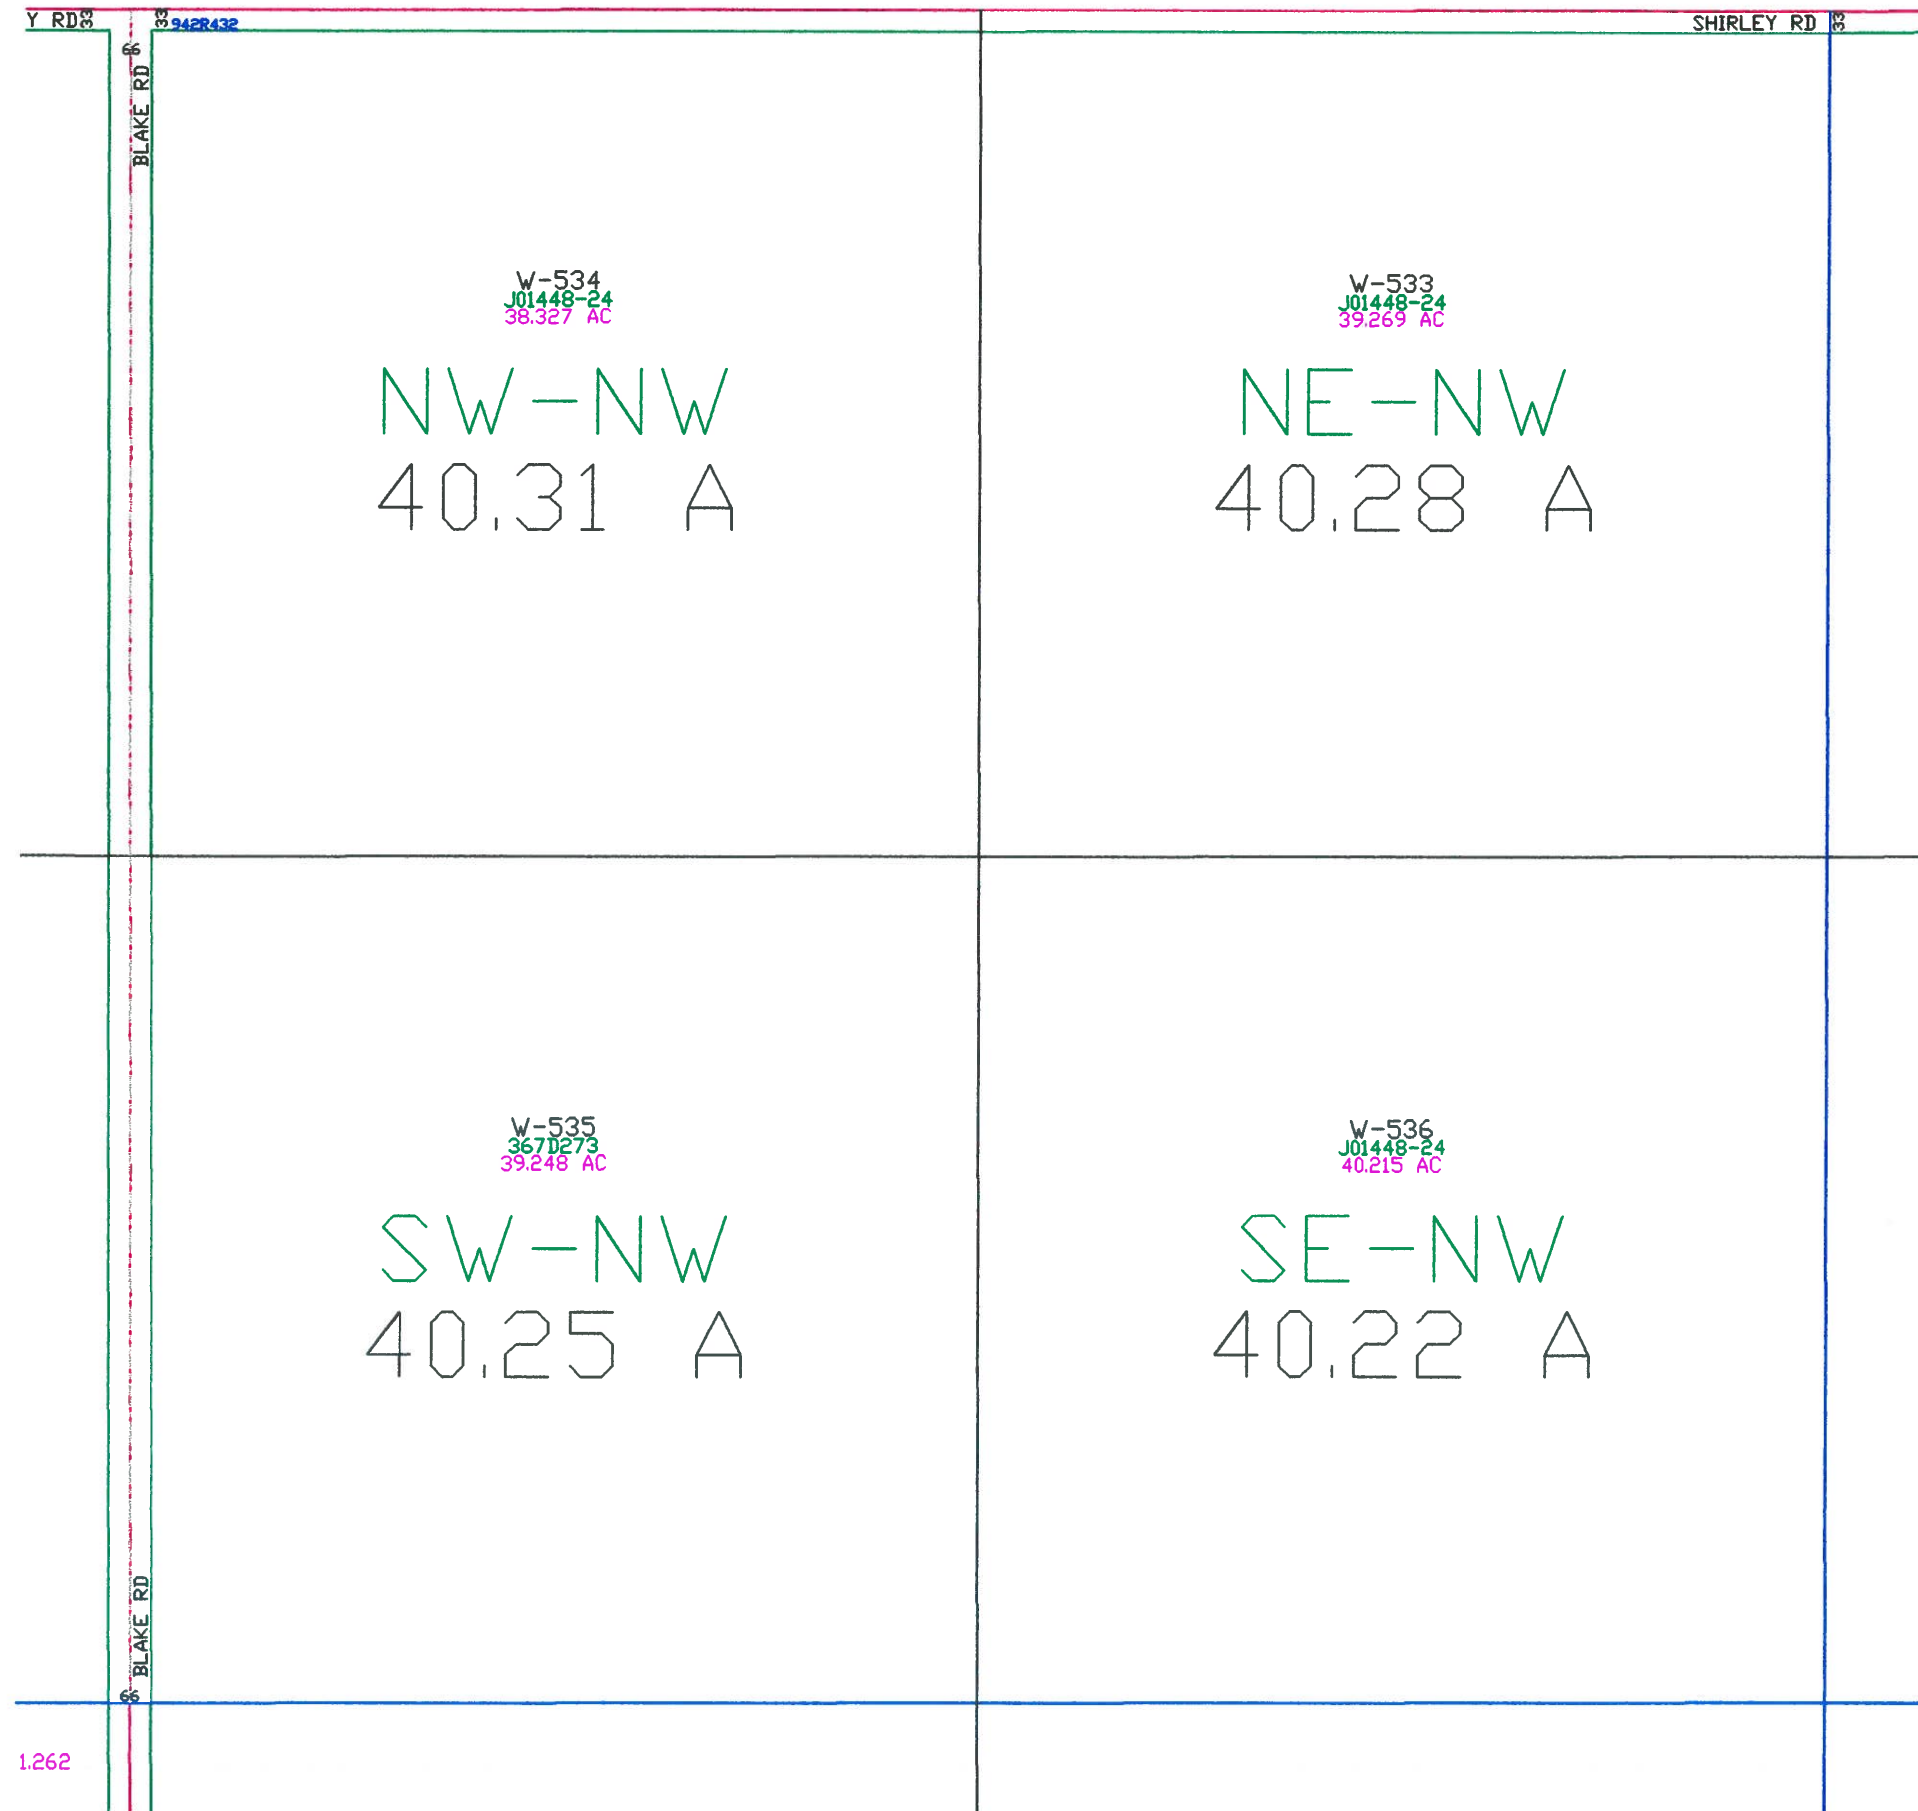 Y RD
33
33
942R432
SHIRLEY RD
33
66
BLAKE RD
W-534
J01448-24
38.327 AC
NW-NW
40.31 A
W-533
J01448-24
39.269 AC
NE-NW
40.28 A
W-535
367D273
39.248 AC
SW-NW
40.25 A
W-536
J01448-24
40.215 AC
SE-NW
40.22 A
BLAKE RD
66
1.262